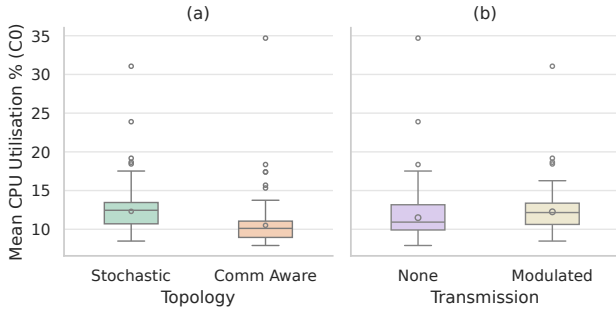 (a)
(b)
Mean CPU Utilisation % (C0)
35
30
25
20
15
10
Stochastic
Comm Aware
Topology
None
Modulated
Transmission